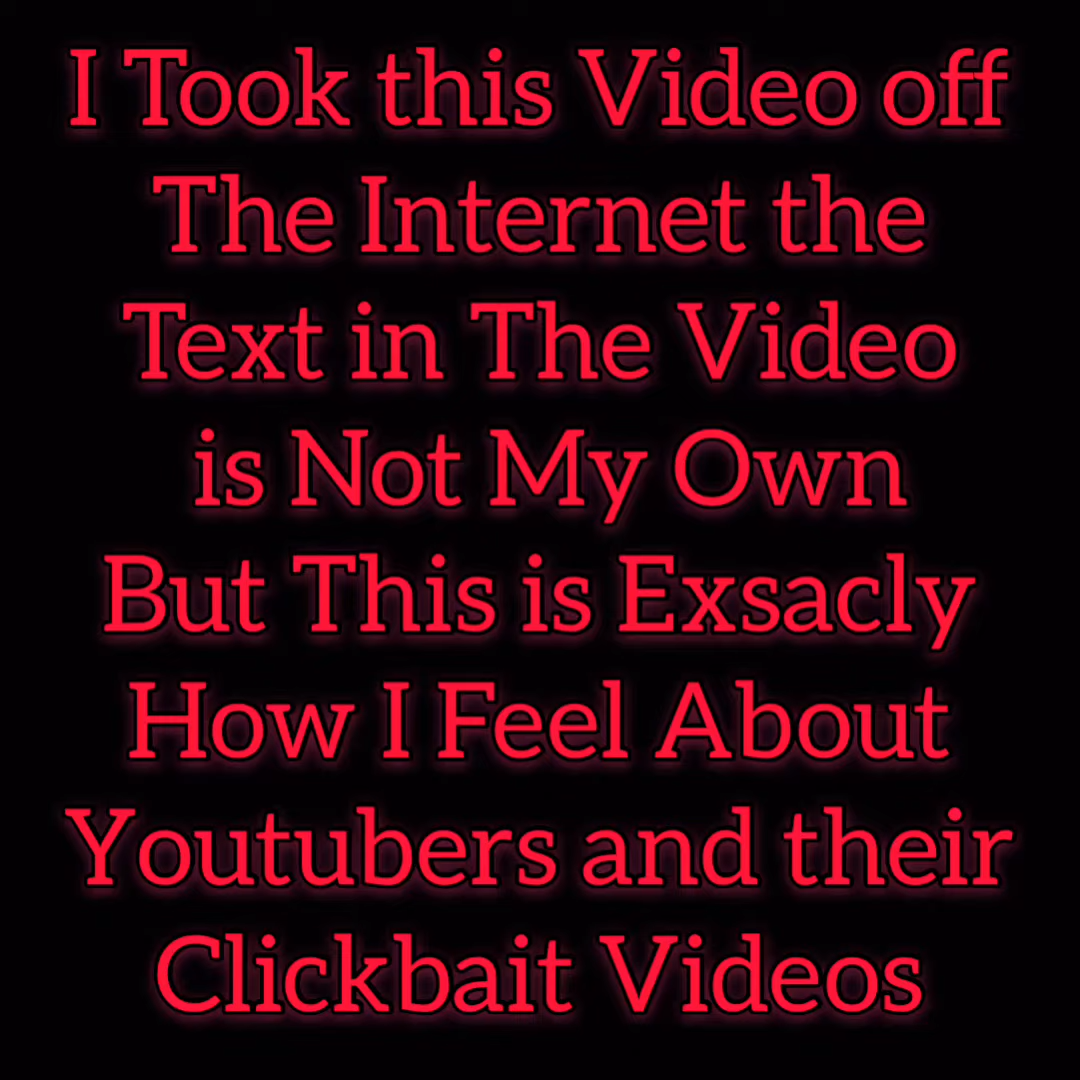 I Took this Video off
The Internet the
Text in The Video
is Not My Own
But This is Exsacly
How I Feel About
Youtubers and their
Clickbait Videos